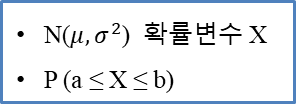 • N(μ, σ²) 확률변수 X
• P (a ≤ X ≤ b)